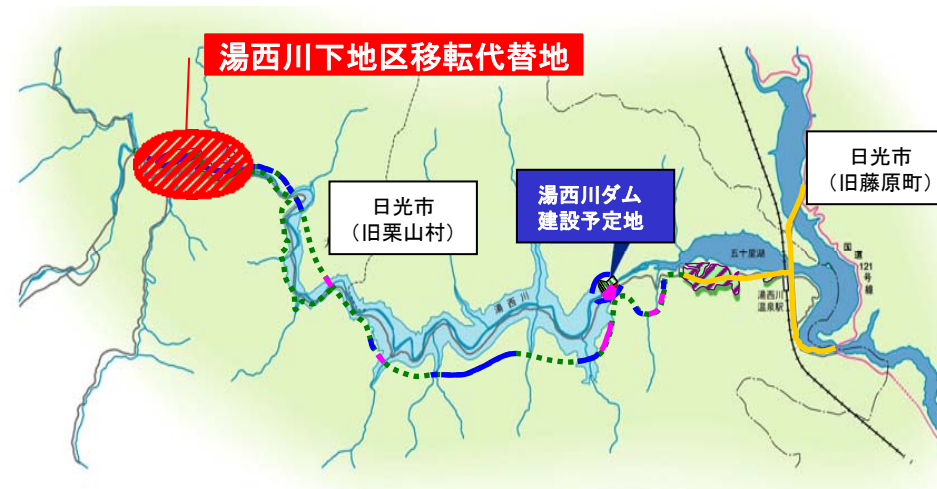 湯西川下地区移転代替地
日光市
（旧藤原町）
湯西川ダム
建設予定地
日光市
（旧栗山村）
五十里湖
国道
121
号線
湯西川
湯西川
温泉駅